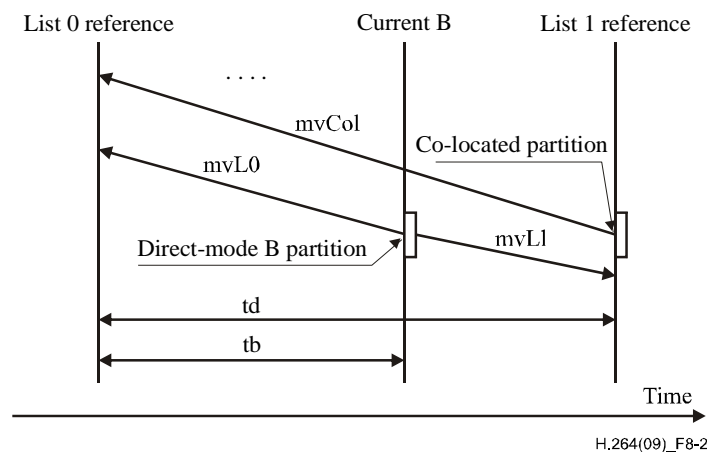 List 0 reference
Current B
List 1 reference
. . . .
mvCol
Co-located partition
mvL0
Direct-mode B partition
mvL1
td
tb
Time
H.264(09)_F8-2